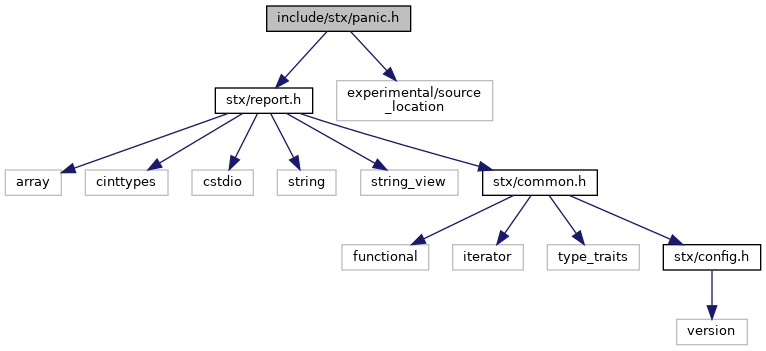 include/stx/panic.h
stx/report.h
experimental/source
_location
array
cinttypes
cstdio
string
string_view
stx/common.h
functional
iterator
type_traits
stx/config.h
version